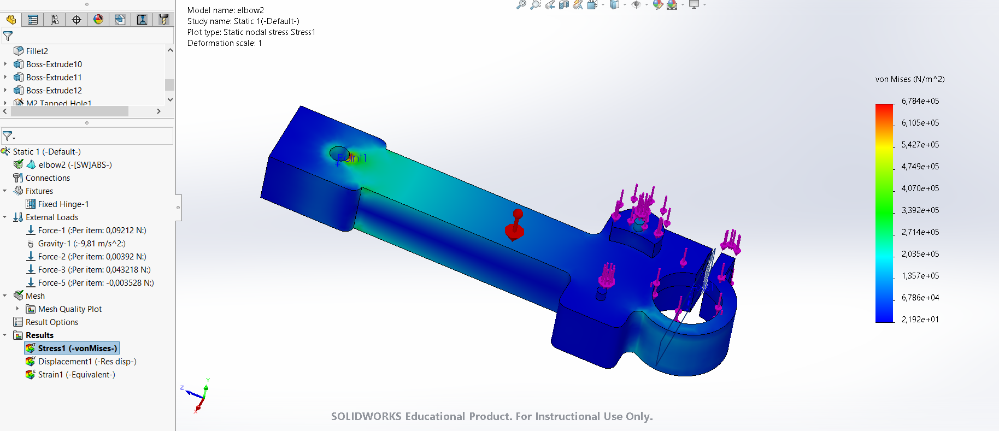 Model name: elbow2
Study name: Static 1(-Default-)
Plot type: Static nodal stress Stress1
Deformation scale: 1
Fillet2
Boss-Extrude10
Boss-Extrude11
Boss-Extrude12
M2 Tapped Hole1
Static 1 (-Default-)
elbow2 (-[SW]ABS-)
Connections
Fixtures
Fixed Hinge-1
External Loads
Force-1 (:Per item: 0,09212 N:)
Gravity-1 (:-9,81 m/s^2:)
Force-2 (:Per item: 0,00392 N:)
Force-3 (:Per item: 0,043218 N:)
Force-5 (:Per item: -0,003528 N:)
Mesh
Mesh Quality Plot
Result Options
Results
Stress1 (-vonMises-)
Displacement1 (-Res disp-)
Strain1 (-Equivalent-)
Point1
von Mises (N/m^2)
6,784e+05
6,105e+05
5,427e+05
4,749e+05
4,070e+05
3,392e+05
2,714e+05
2,035e+05
1,357e+05
6,786e+04
2,192e+01
Y
Z
X
SOLIDWORKS Educational Product. For Instructional Use Only.